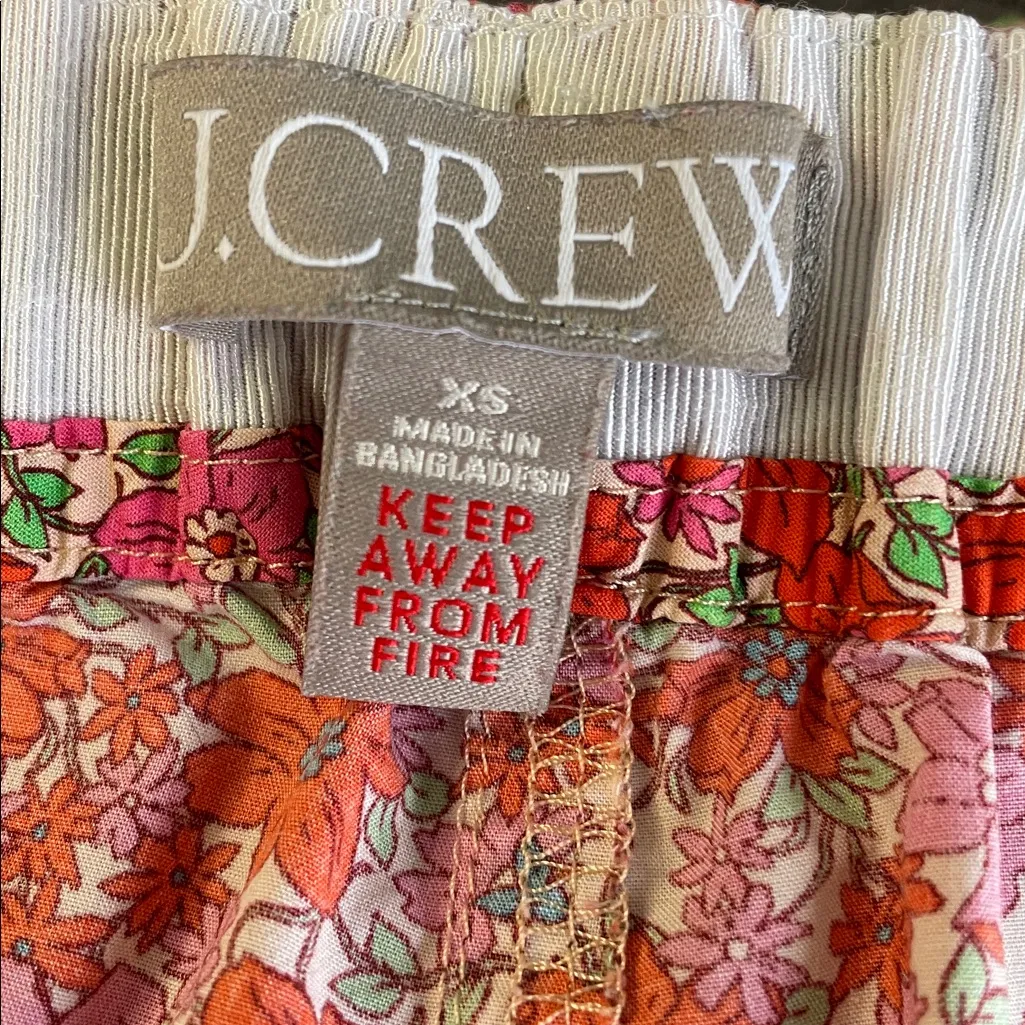 J.CREW
XS
MADE IN
BANGLADESH
KEEP
AWAY
FROM
FIRE